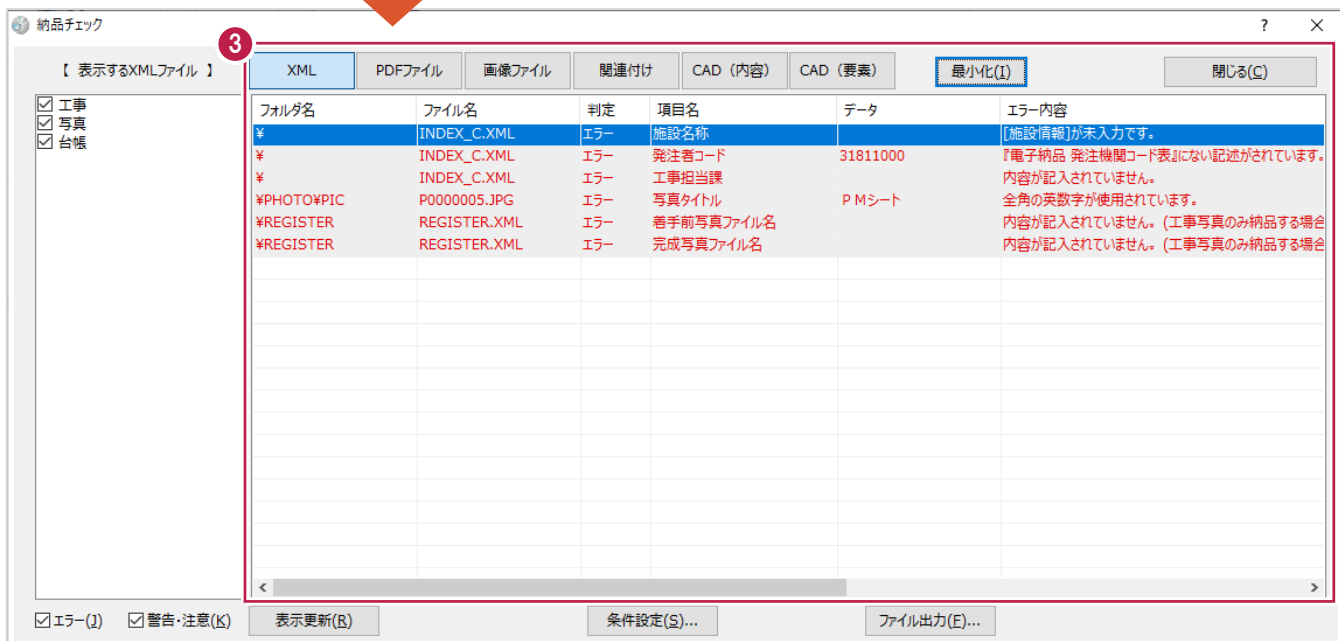 納品チェック ? ×
3
【 表示するXMLファイル 】 XML PDFファイル 画像ファイル 関連付け CAD（内容） CAD（要素） 最小化(I) 閉じる(C)
工事
写真
台帳
フォルダ名 ファイル名 判定 項目名 データ エラー内容
¥ INDEX_C.XML エラー 施設名称 [施設情報]が未入力です。
¥ INDEX_C.XML エラー 発注者コード 31811000 『電子納品 発注機関コード表』にない記述がされています。
¥ INDEX_C.XML エラー 工事担当課 内容が記入されていません。
¥PHOTO¥PIC P0000005.JPG エラー 写真タイトル ＰＭシート 全角の英数字が使用されています。
¥REGISTER REGISTER.XML エラー 着手前写真ファイル名 内容が記入されていません。(工事写真のみ納品する場合
¥REGISTER REGISTER.XML エラー 完成写真ファイル名 内容が記入されていません。(工事写真のみ納品する場合
エラー(J) 警告・注意(K) 表示更新(R) 条件設定(S)... ファイル出力(F)...